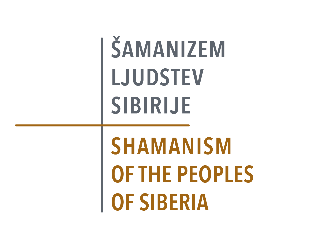 ŠAMANIZEM
LJUDSTEV
SIBIRIJE
SHAMANISM
OF THE PEOPLES
OF SIBERIA